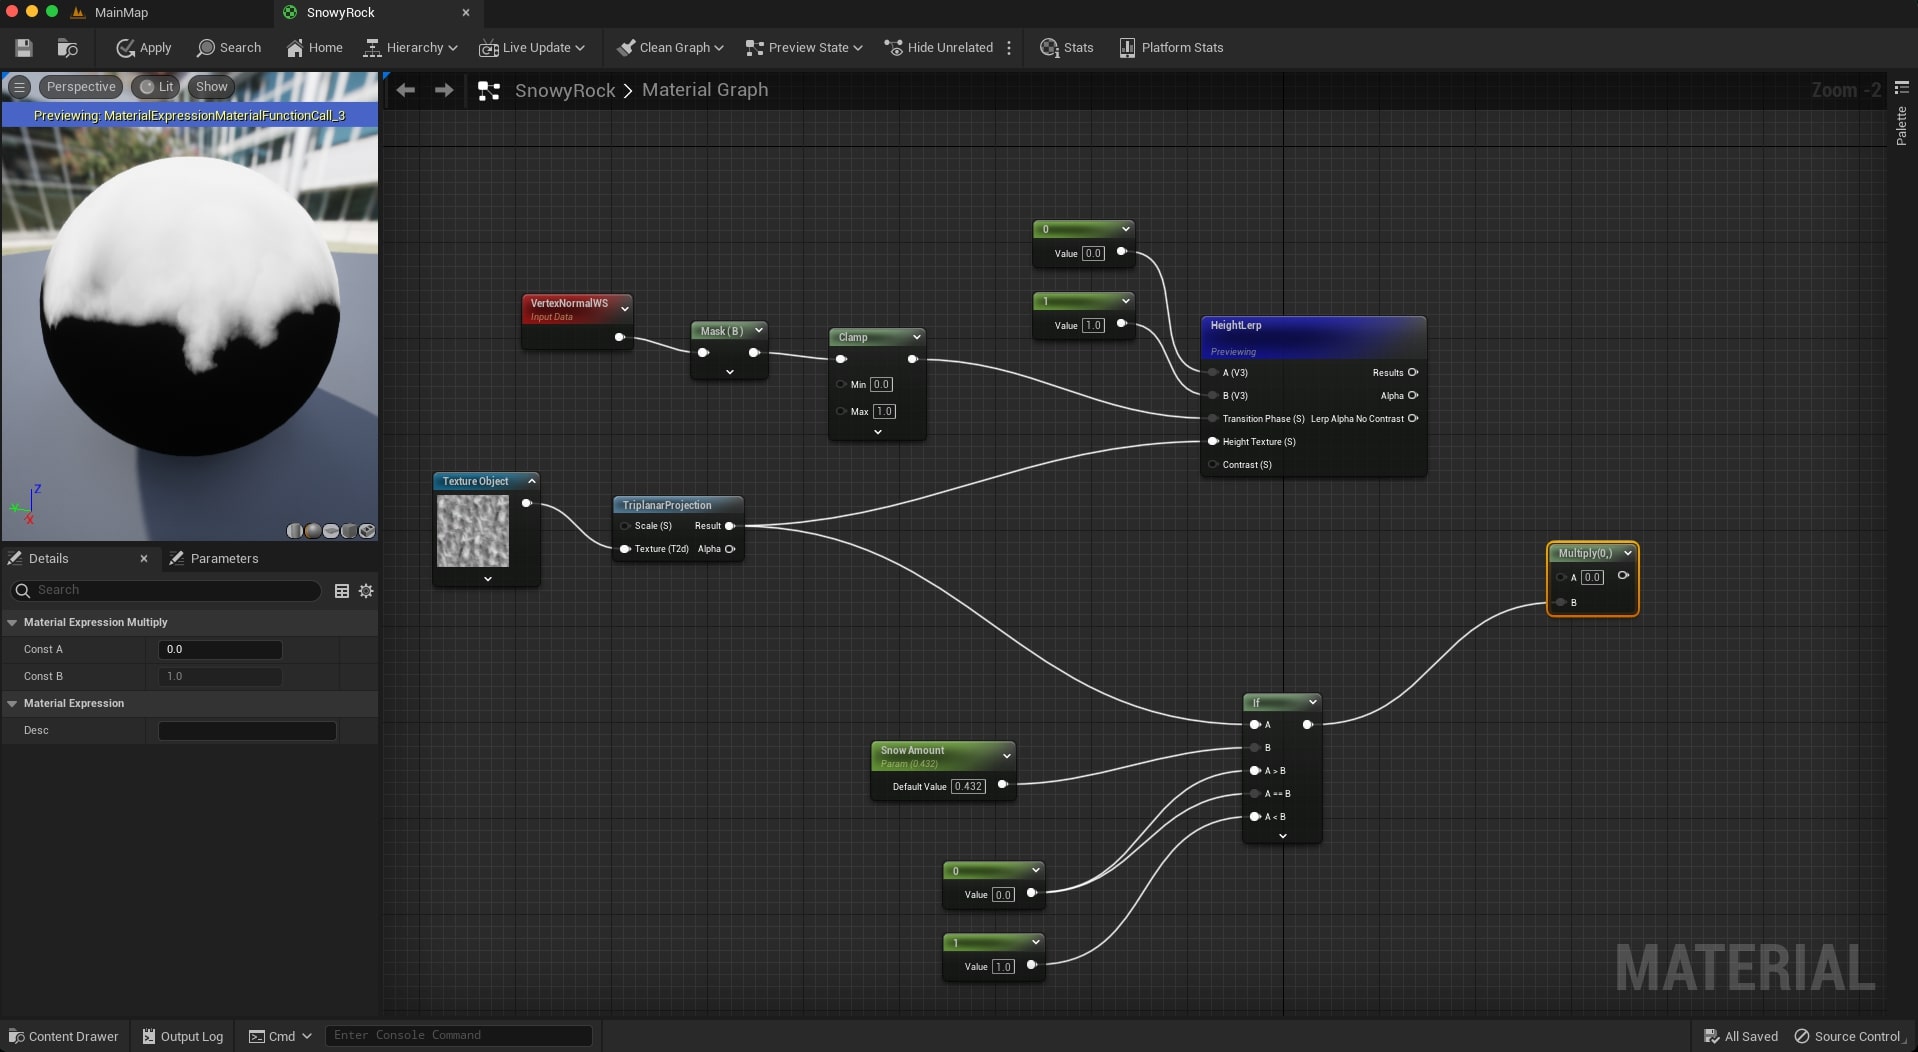 MainMap
SnowyRock
Apply
Search
Home
Hierarchy
Live Update
Clean Graph
Preview State
Hide Unrelated
Stats
Platform Stats
Perspective
Lit
Show
Previewing: MaterialExpressionMaterialFunctionCall_3
Z
Y
X
SnowyRock > Material Graph
Zoom -2
Palette
0
Value 0.0
1
Value 1.0
VertexNormalWS
Input Data
Mask ( B )
Clamp
Min 0.0
Max 1.0
HeightLerp
Previewing
A (V3) Results
B (V3) Alpha
Transition Phase (S) Lerp Alpha No Contrast
Height Texture (S)
Contrast (S)
Texture Object
TriplanarProjection
Scale (S) Result
Texture (T2d) Alpha
Multiply(0,)
A 0.0
B
If
A
B
A > B
A == B
A < B
Snow Amount
Param (0.432)
Default Value 0.432
0
Value 0.0
1
Value 1.0
MATERIAL
Details
Parameters
Search
Material Expression Multiply
Const A 0.0
Const B 1.0
Material Expression
Desc
Content Drawer
Output Log
Cmd
Enter Console Command
All Saved
Source Control